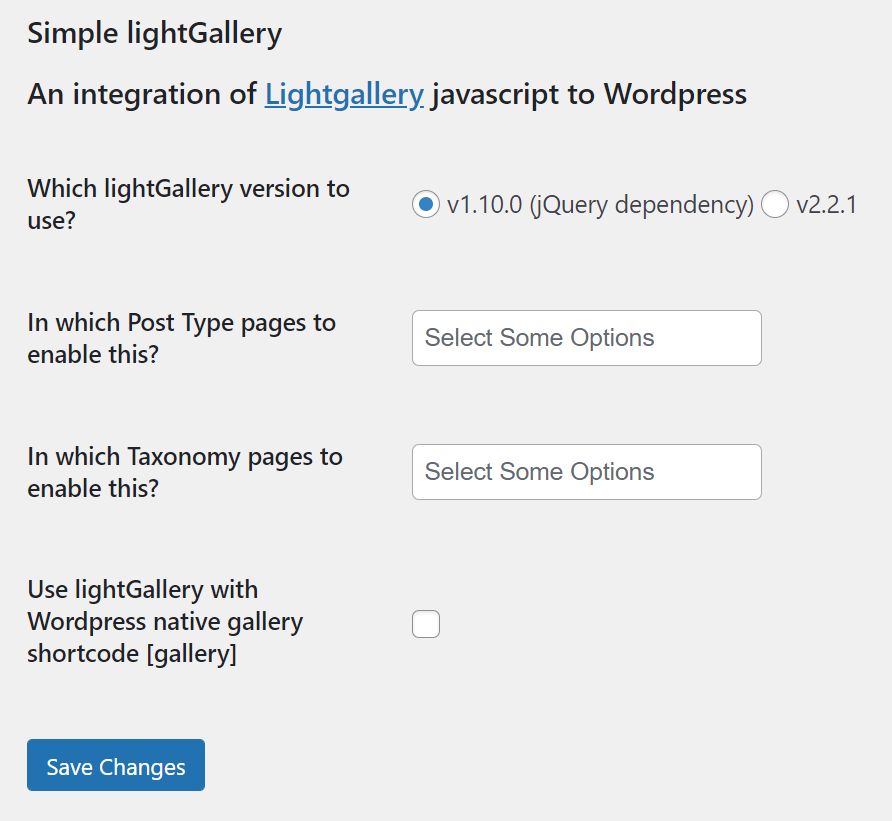 Simple lightGallery
An integration of Lightgallery javascript to Wordpress
Which lightGallery version to
use?
v1.10.0 (jQuery dependency) v2.2.1
In which Post Type pages to
enable this?
Select Some Options
In which Taxonomy pages to
enable this?
Select Some Options
Use lightGallery with
Wordpress native gallery
shortcode [gallery]
Save Changes